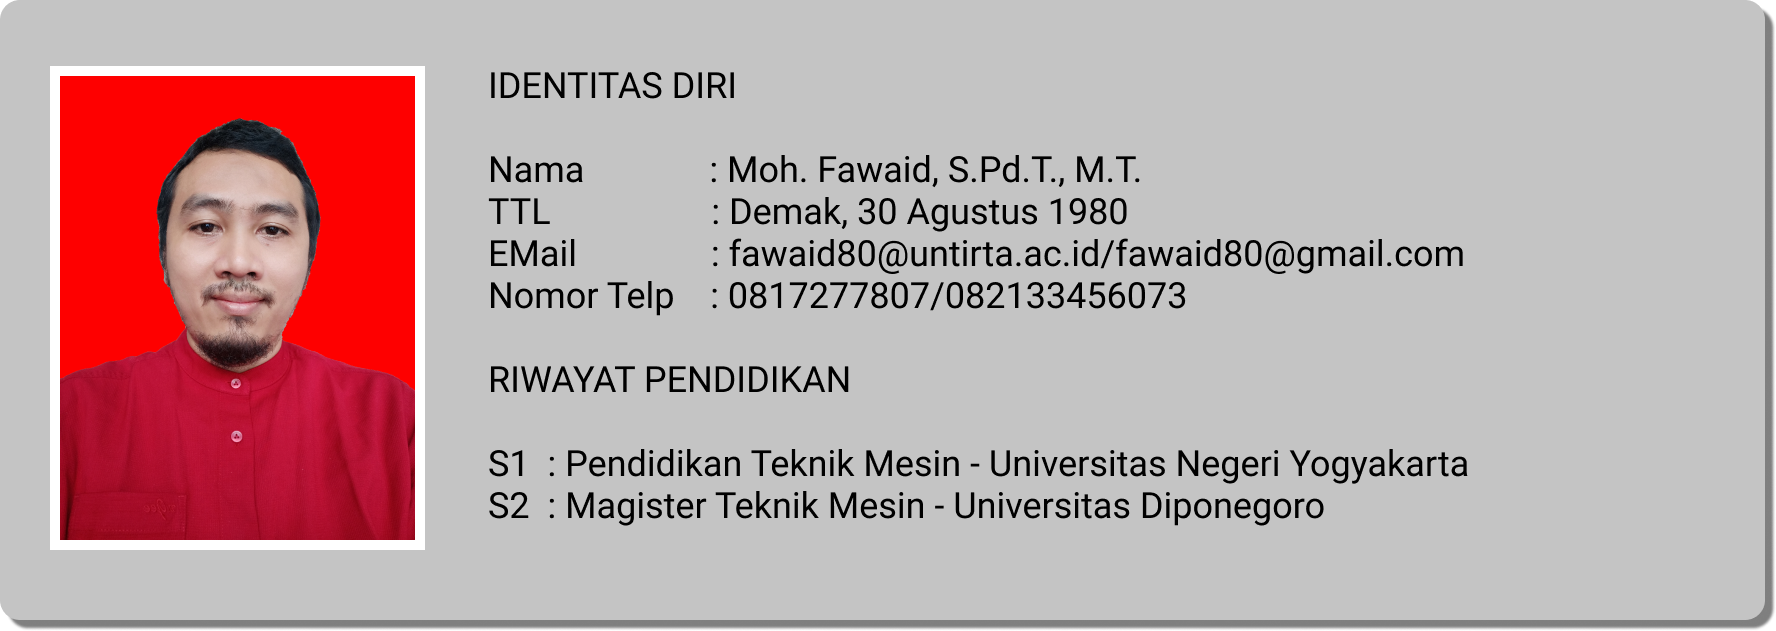 IDENTITAS DIRI
Nama : Moh. Fawaid, S.Pd.T., M.T.
TTL : Demak, 30 Agustus 1980
EMail : fawaid80@untirta.ac.id/fawaid80@gmail.com
Nomor Telp : 0817277807/082133456073
RIWAYAT PENDIDIKAN
S1 : Pendidikan Teknik Mesin - Universitas Negeri Yogyakarta
S2 : Magister Teknik Mesin - Universitas Diponegoro